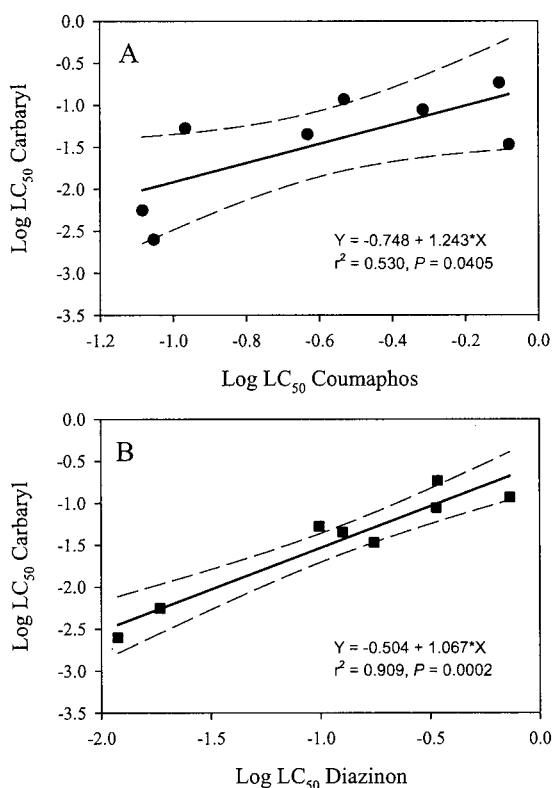 A
Log LC50 Carbaryl
0.0
-0.5
-1.0
-1.5
-2.0
-2.5
-3.0
-3.5
Y = -0.748 + 1.243*X
r2 = 0.530, P = 0.0405
-1.2 -1.0 -0.8 -0.6 -0.4 -0.2 0.0
Log LC50 Coumaphos
B
Log LC50 Carbaryl
0.0
-0.5
-1.0
-1.5
-2.0
-2.5
-3.0
-3.5
Y = -0.504 + 1.067*X
r2 = 0.909, P = 0.0002
-2.0 -1.5 -1.0 -0.5 0.0
Log LC50 Diazinon